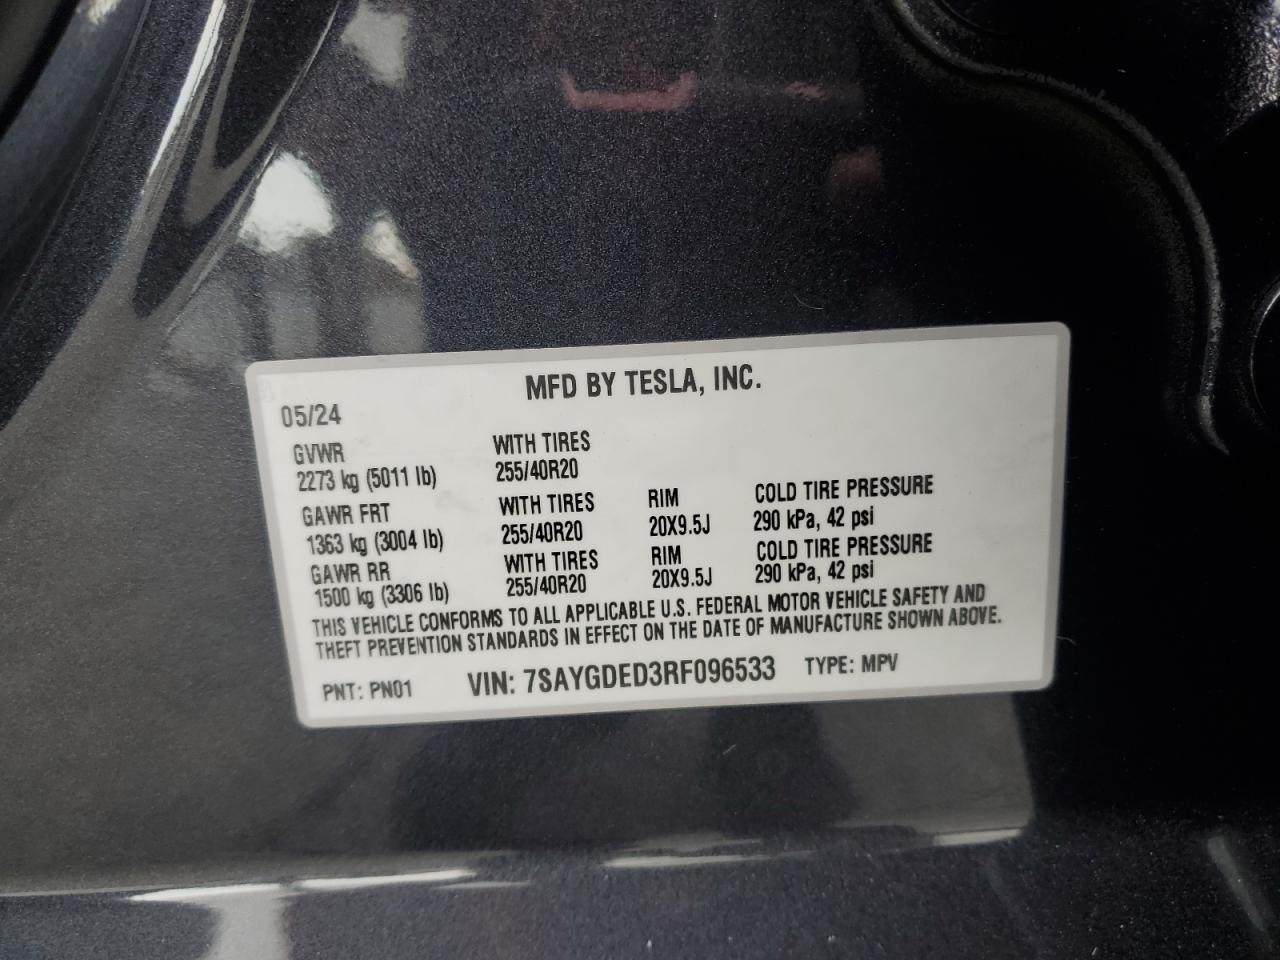 MFD BY TESLA, INC.
05/24
GVWR WITH TIRES
2273 kg (5011 lb) 255/40R20
GAWR FRT WITH TIRES RIM COLD TIRE PRESSURE
1363 kg (3004 lb) 255/40R20 20X9.5J 290 kPa, 42 psi
GAWR RR WITH TIRES RIM COLD TIRE PRESSURE
1500 kg (3306 lb) 255/40R20 20X9.5J 290 kPa, 42 psi
THIS VEHICLE CONFORMS TO ALL APPLICABLE U.S. FEDERAL MOTOR VEHICLE SAFETY AND
THEFT PREVENTION STANDARDS IN EFFECT ON THE DATE OF MANUFACTURE SHOWN ABOVE.
PNT: PN01 VIN: 7SAYGDED3RF096533 TYPE: MPV